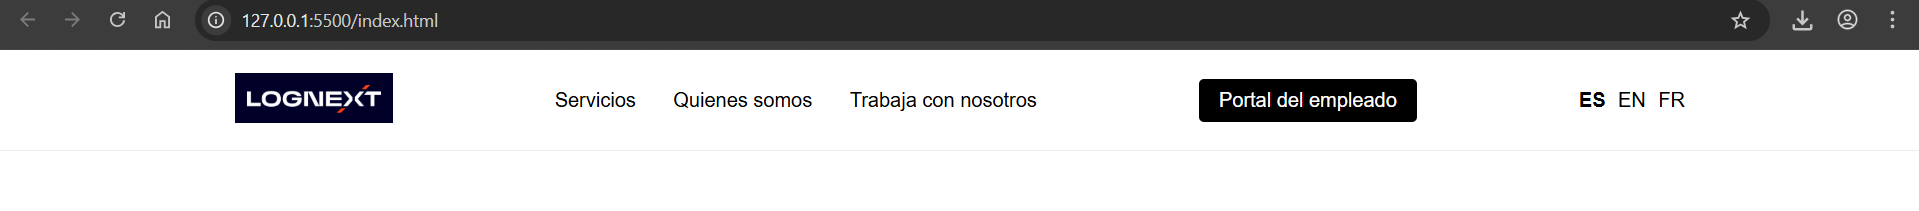 127.0.0.1:5500/index.html
LOGNEXT
Servicios Quienes somos Trabaja con nosotros Portal del empleado ES EN FR